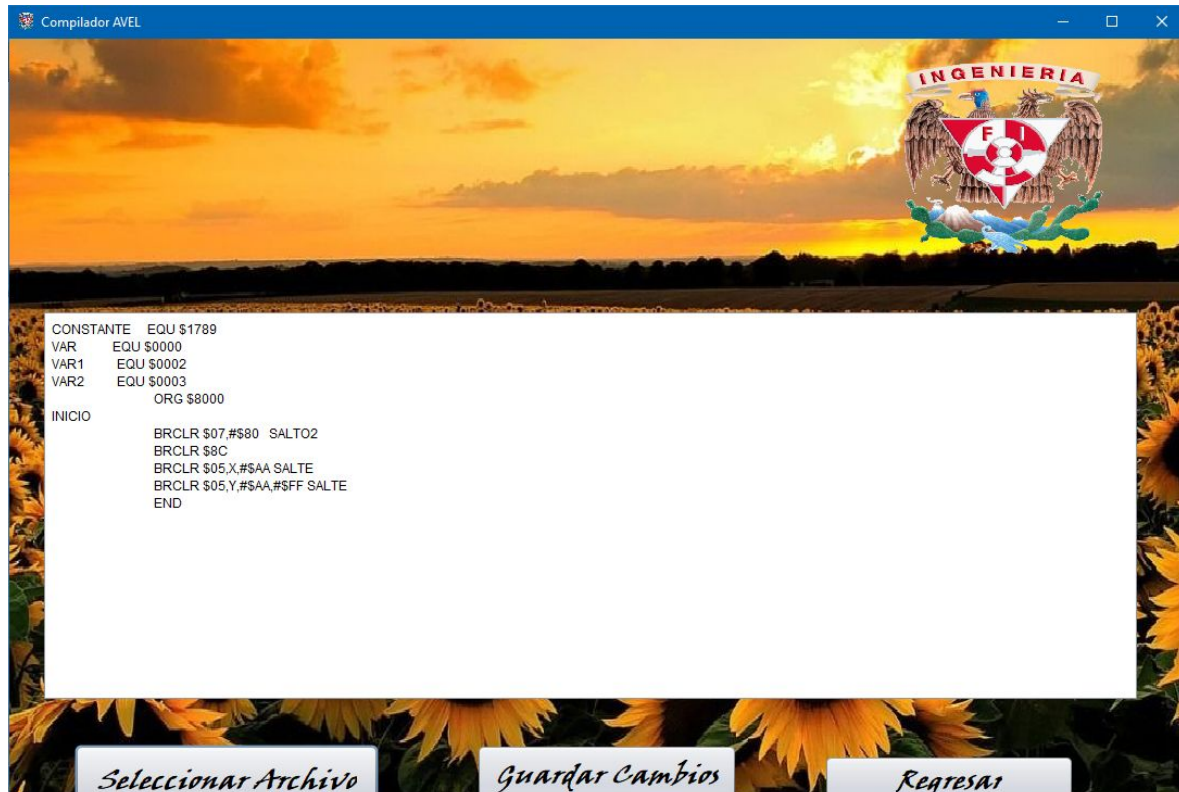 Compilador AVEL
INGENIERIA
F I
CONSTANTE EQU $1789
VAR EQU $0000
VAR1 EQU $0002
VAR2 EQU $0003
ORG $8000
INICIO
BRCLR $07,#$80 SALTO2
BRCLR $8C
BRCLR $05,X,#$AA SALTE
BRCLR $05,Y,#$AA,#$FF SALTE
END
Seleccionar Archivo
Guardar Cambios
Regresar